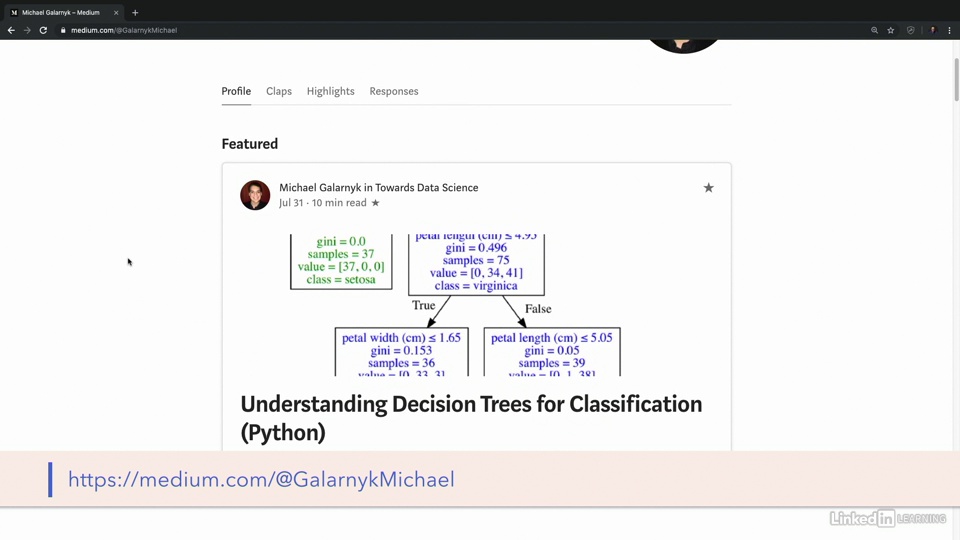 Michael Galarnyk – Medium
medium.com/@GalarnykMichael
Profile Claps Highlights Responses
Featured
Michael Galarnyk in Towards Data Science
Jul 31 · 10 min read ★
gini = 0.0
samples = 37
value = [37, 0, 0]
class = setosa
petal length (cm) ≤ 4.95
gini = 0.496
samples = 75
value = [0, 34, 41]
class = virginica
True
False
petal width (cm) ≤ 1.65
gini = 0.153
samples = 36
value = [0, 33, 3]
petal length (cm) ≤ 5.05
gini = 0.05
samples = 39
value = [0, 1, 38]
Understanding Decision Trees for Classification
(Python)
https://medium.com/@GalarnykMichael
LinkedIn LEARNING